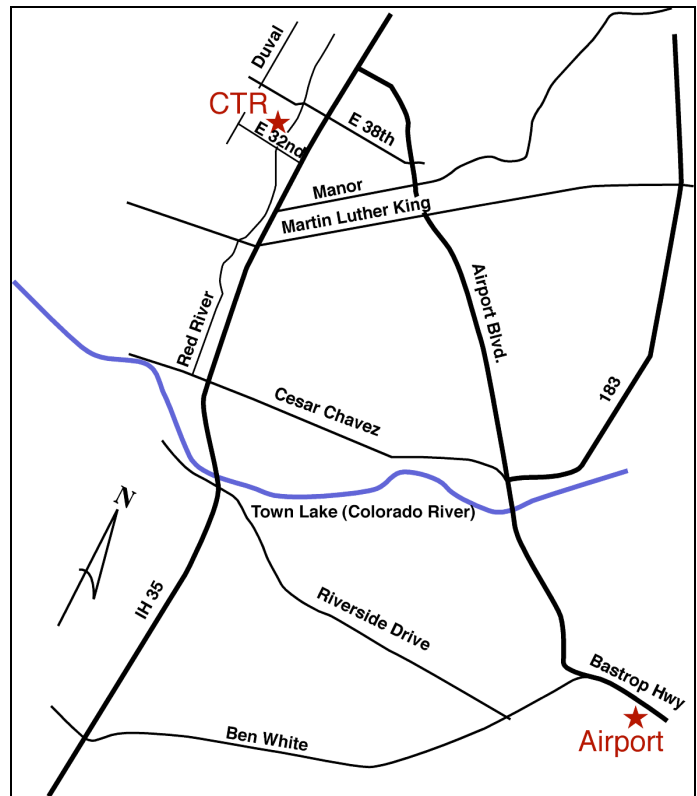 Duval
CTR
E 38th
E 32nd
Manor
Martin Luther King
Airport Blvd.
Red River
183
Cesar Chavez
N
Town Lake (Colorado River)
IH 35
Riverside Drive
Bastrop Hwy
Ben White
Airport